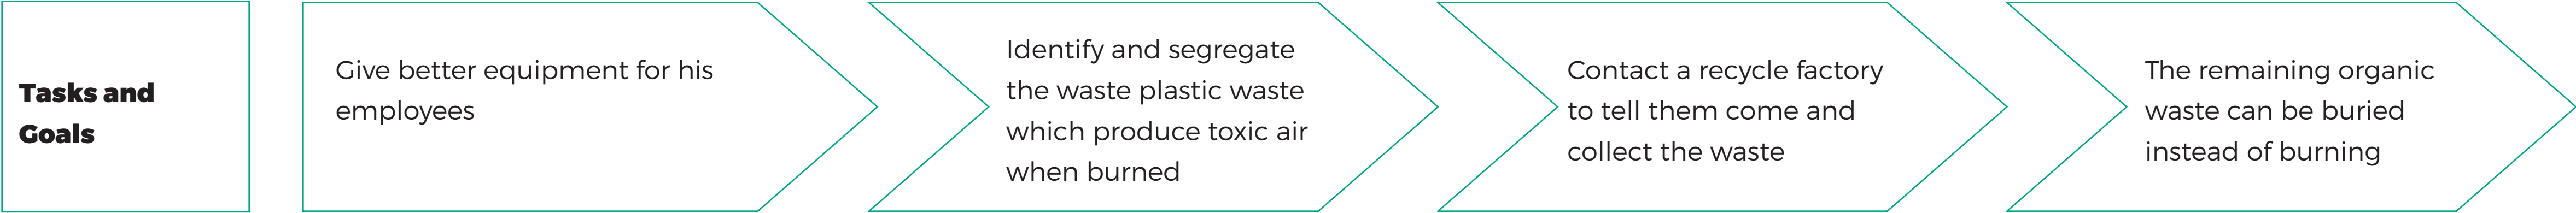 Tasks and
Goals
Give better equipment for his
employees
Identify and segregate
the waste plastic waste
which produce toxic air
when burned
Contact a recycle factory
to tell them come and
collect the waste
The remaining organic
waste can be buried
instead of burning